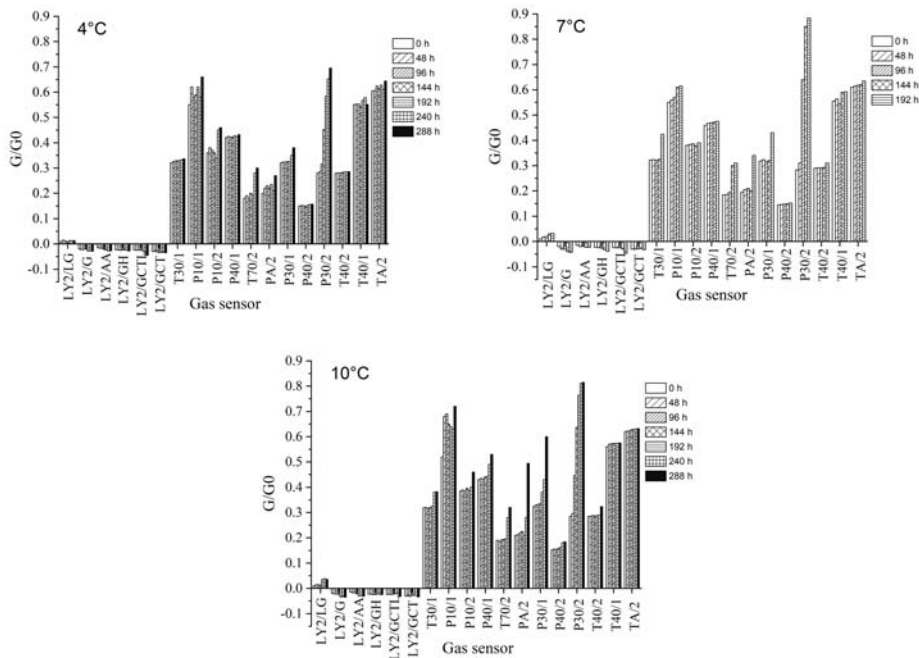 4°C
0.9
0.8
0.7
0.6
0.5
0.4
0.3
0.2
0.1
0.0
-0.1
G/G0
0 h
48 h
96 h
144 h
192 h
240 h
288 h
LY2/LG
LY2/G
LY2/AA
LY2/GH
LY2/GCTL
LY2/GCT
T30/1
P10/1
P10/2
P40/1
T70/2
PA/2
P30/1
P40/2
P30/2
T40/2
T40/1
TA/2
Gas sensor
7°C
0.9
0.8
0.7
0.6
0.5
0.4
0.3
0.2
0.1
0.0
-0.1
G/G0
0 h
48 h
96 h
144 h
192 h
LY2/LG
LY2/G
LY2/AA
LY2/GH
LY2/GCTL
LY2/GCT
T30/1
P10/1
P10/2
P40/1
T70/2
PA/2
P30/1
P40/2
P30/2
T40/2
T40/1
TA/2
Gas sensor
10°C
0.9
0.8
0.7
0.6
0.5
0.4
0.3
0.2
0.1
0.0
-0.1
G/G0
0 h
48 h
96 h
144 h
192 h
240 h
288 h
LY2/LG
LY2/G
LY2/AA
LY2/GH
LY2/GCTL
LY2/GCT
T30/1
P10/1
P10/2
P40/1
T70/2
PA/2
P30/1
P40/2
P30/2
T40/2
T40/1
TA/2
Gas sensor